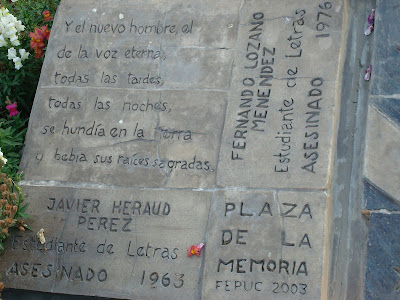 Y el nuevo hombre, el
de la voz eterna,
todas las tardes,
todas las noches,
se hundía en la tierra
y bebía sus raíces sagradas.
FERNANDO LOZANO
MENENDEZ
Estudiante de Letras
ASESINADO 1976
JAVIER HERAUD
PEREZ
Estudiante de Letras
ASESINADO 1963
PLAZA
DE LA
MEMORIA
FEPUC 2003